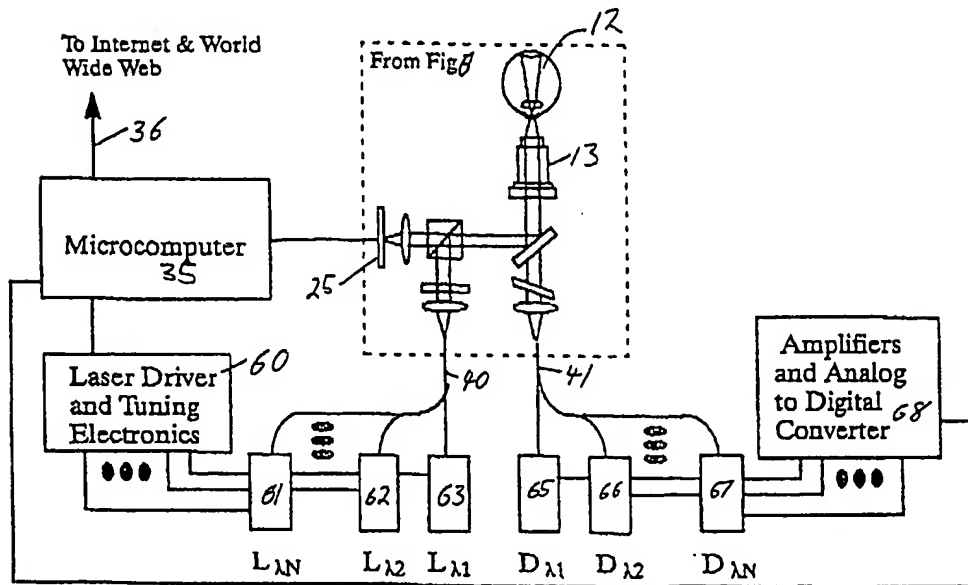 To Internet & World
Wide Web
36
From Fig 8
12
13
Microcomputer
35
25
60
Laser Driver
and Tuning
Electronics
40
41
Amplifiers
and Analog
to Digital
Converter 68
61
62
63
65
66
67
LλN
Lλ2
Lλ1
Dλ1
Dλ2
DλN